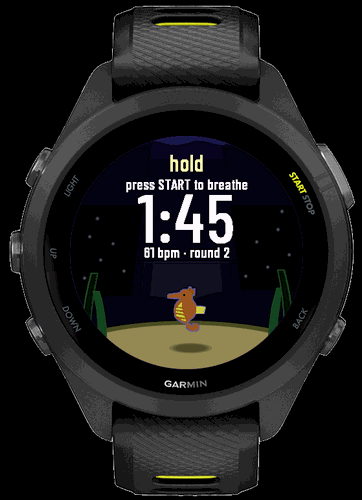 hold
press START to breathe
1:45
61 bpm · round 2
LIGHT
START STOP
UP
DOWN
BACK
GARMIN